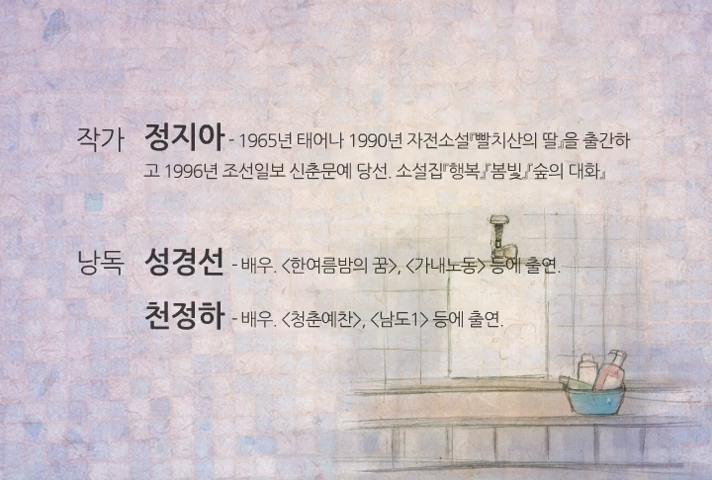 작가 정지아 - 1965년 태어나 1990년 자전소설『빨치산의 딸』을 출간하
고 1996년 조선일보 신춘문예 당선. 소설집『행복』『봄빛』『숲의 대화』
낭독 성경선 - 배우. <한여름밤의 꿈>, <가내노동> 등에 출연.
천정하 - 배우. <청춘예찬>, <남도1> 등에 출연.